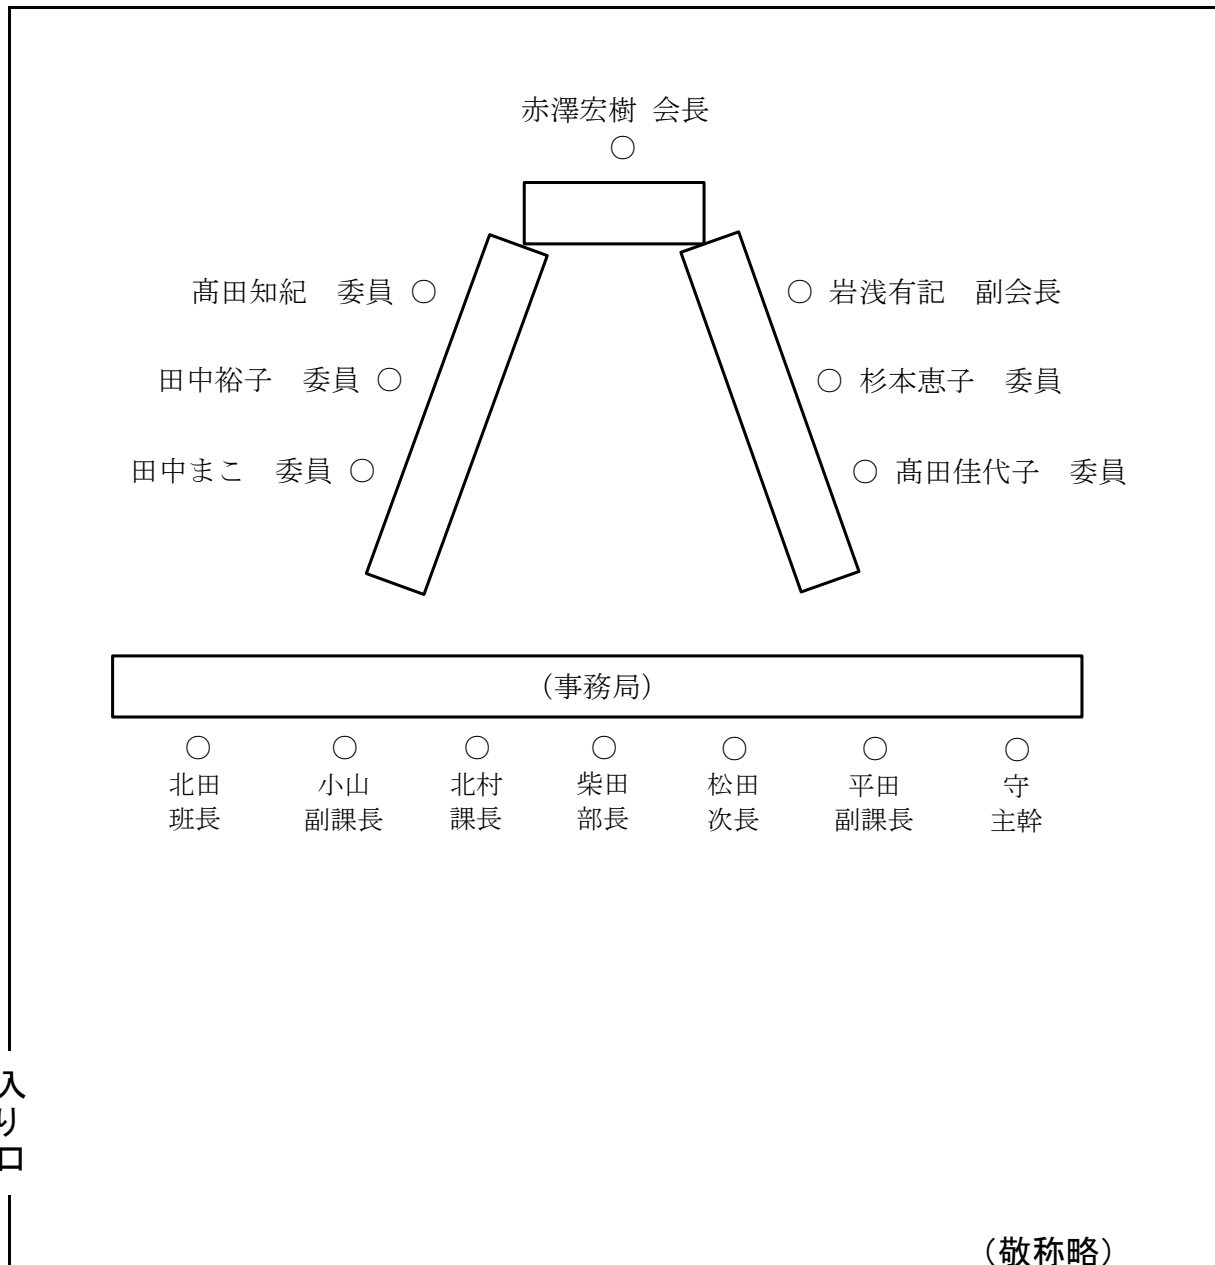 赤澤宏樹 会長
○
髙田知紀　委員 ○
○ 岩浅有記　副会長
田中裕子　委員 ○
○ 杉本恵子　委員
田中まこ　委員 ○
○ 髙田佳代子　委員
（事務局）
○ ○ ○ ○ ○ ○ ○
北田 小山 北村 柴田 松田 平田 守
班長 副課長 課長 部長 次長 副課長 主幹
入り口
（敬称略）